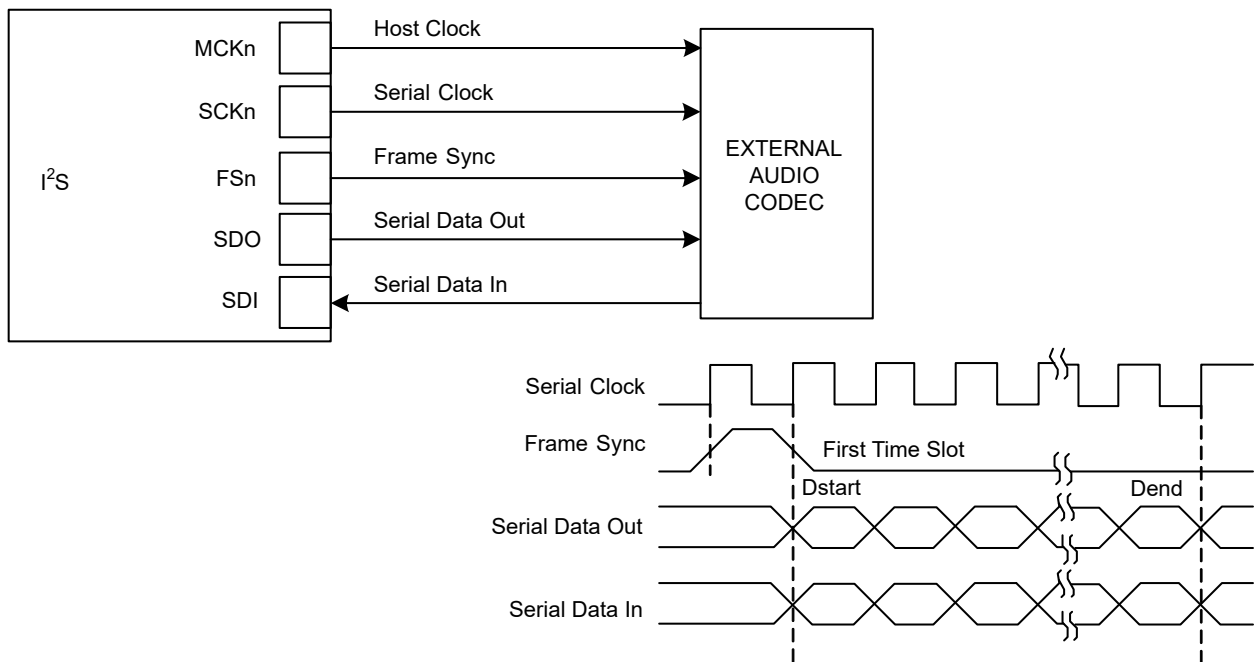 MCKn
Host Clock
SCKn
Serial Clock
I²S
FSn
Frame Sync
SDO
Serial Data Out
SDI
Serial Data In
EXTERNAL
AUDIO
CODEC
Serial Clock
Frame Sync
First Time Slot
Dstart
Dend
Serial Data Out
Serial Data In